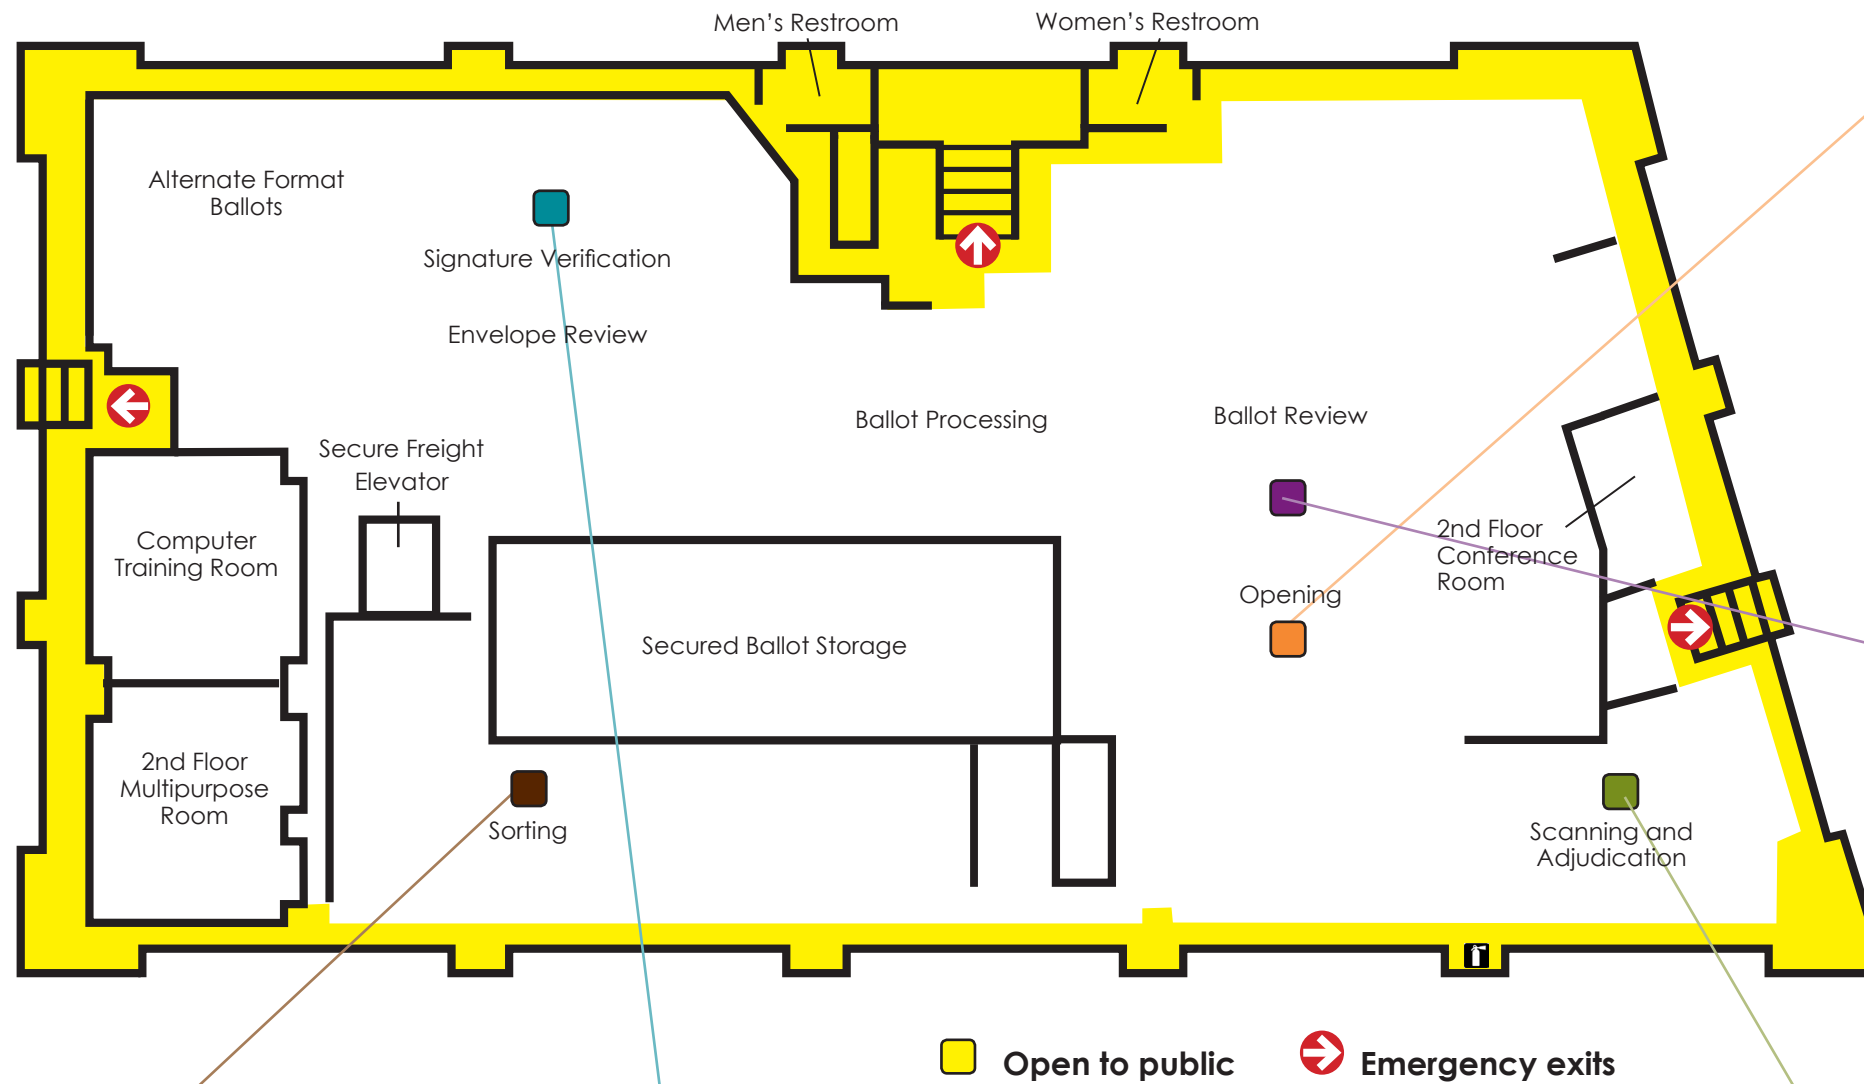 Men’s Restroom
Women’s Restroom
Alternate Format
Ballots
Signature Verification
Envelope Review
Ballot Processing
Ballot Review
Secure Freight
Elevator
Computer
Training Room
2nd Floor
Conference
Room
Opening
Secured Ballot Storage
2nd Floor
Multipurpose
Room
Sorting
Scanning and
Adjudication
Open to public
Emergency exits